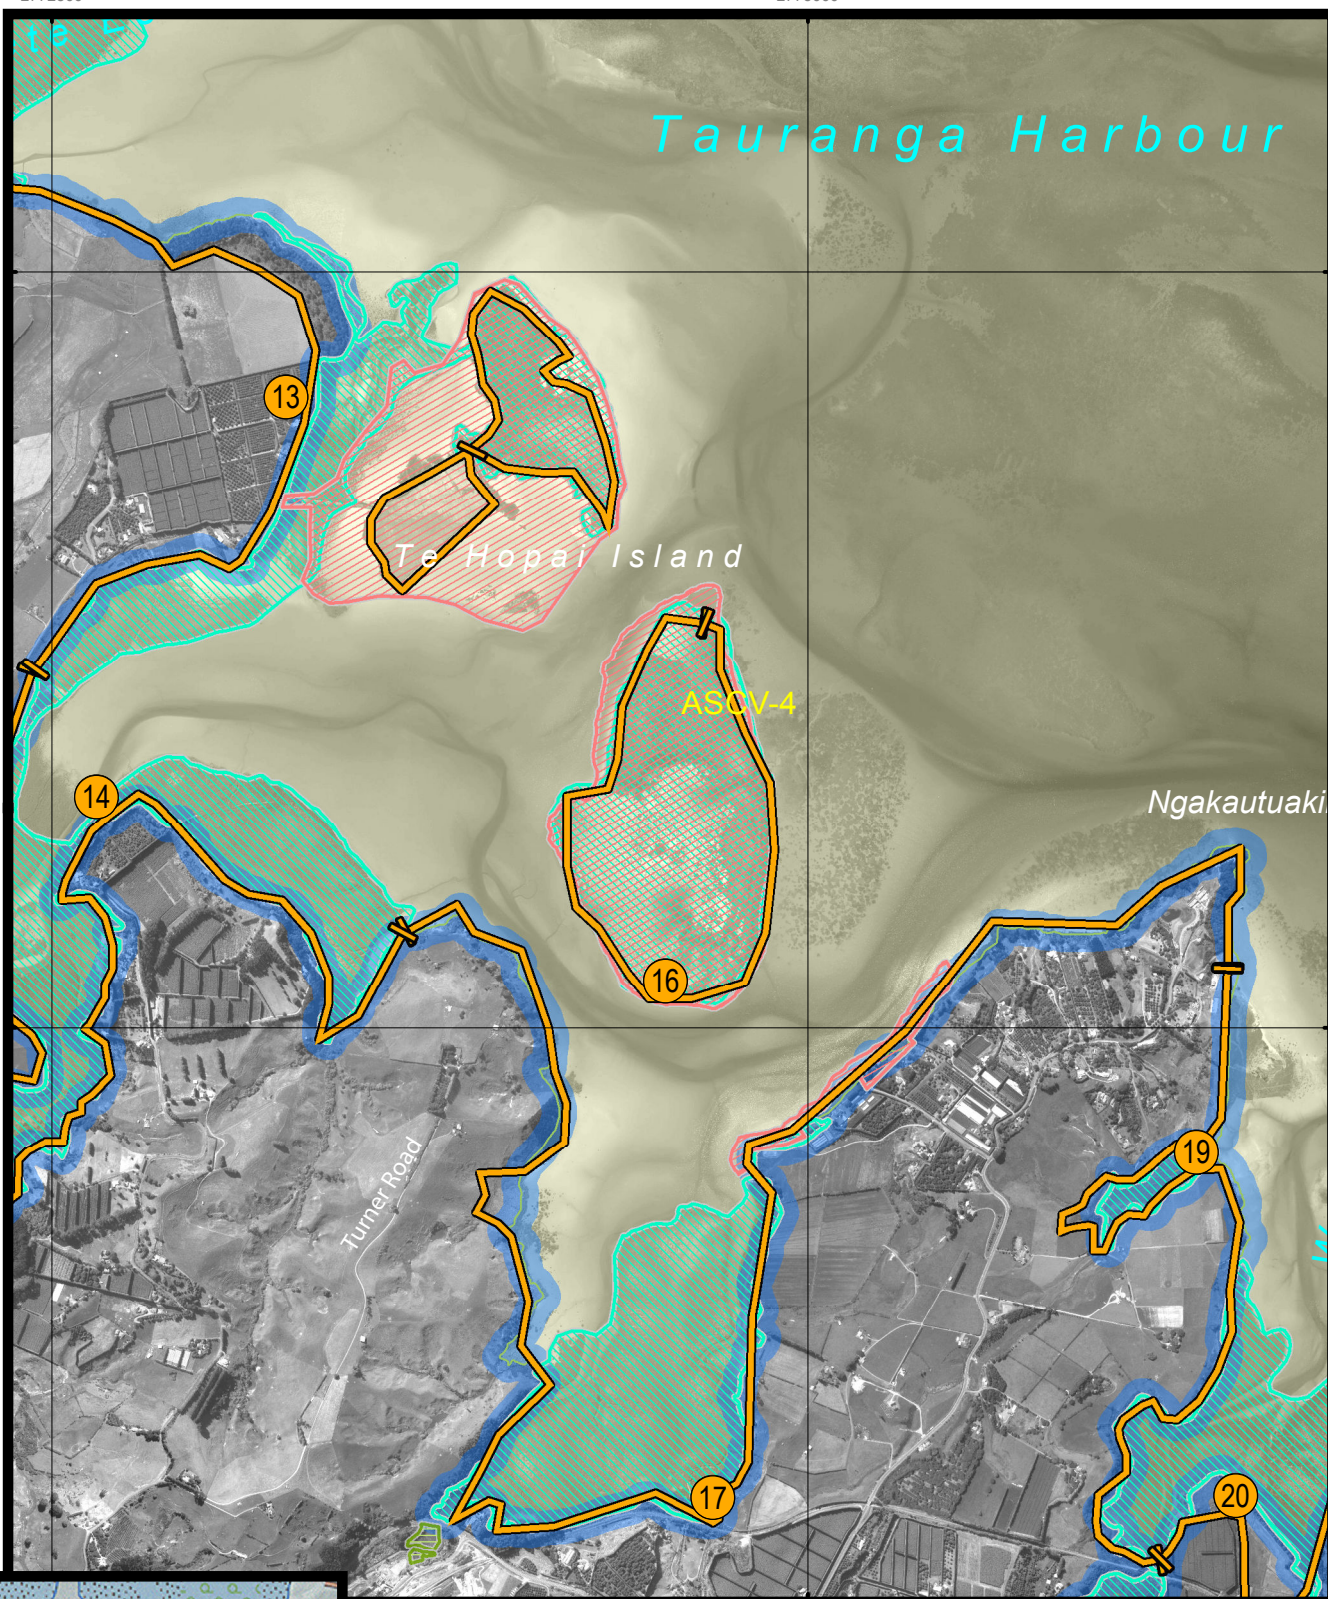 Tauranga Harbour
13
Te Hopai Island
ASCV-4
14
Ngakautuaki
16
Turner Road
19
17
20